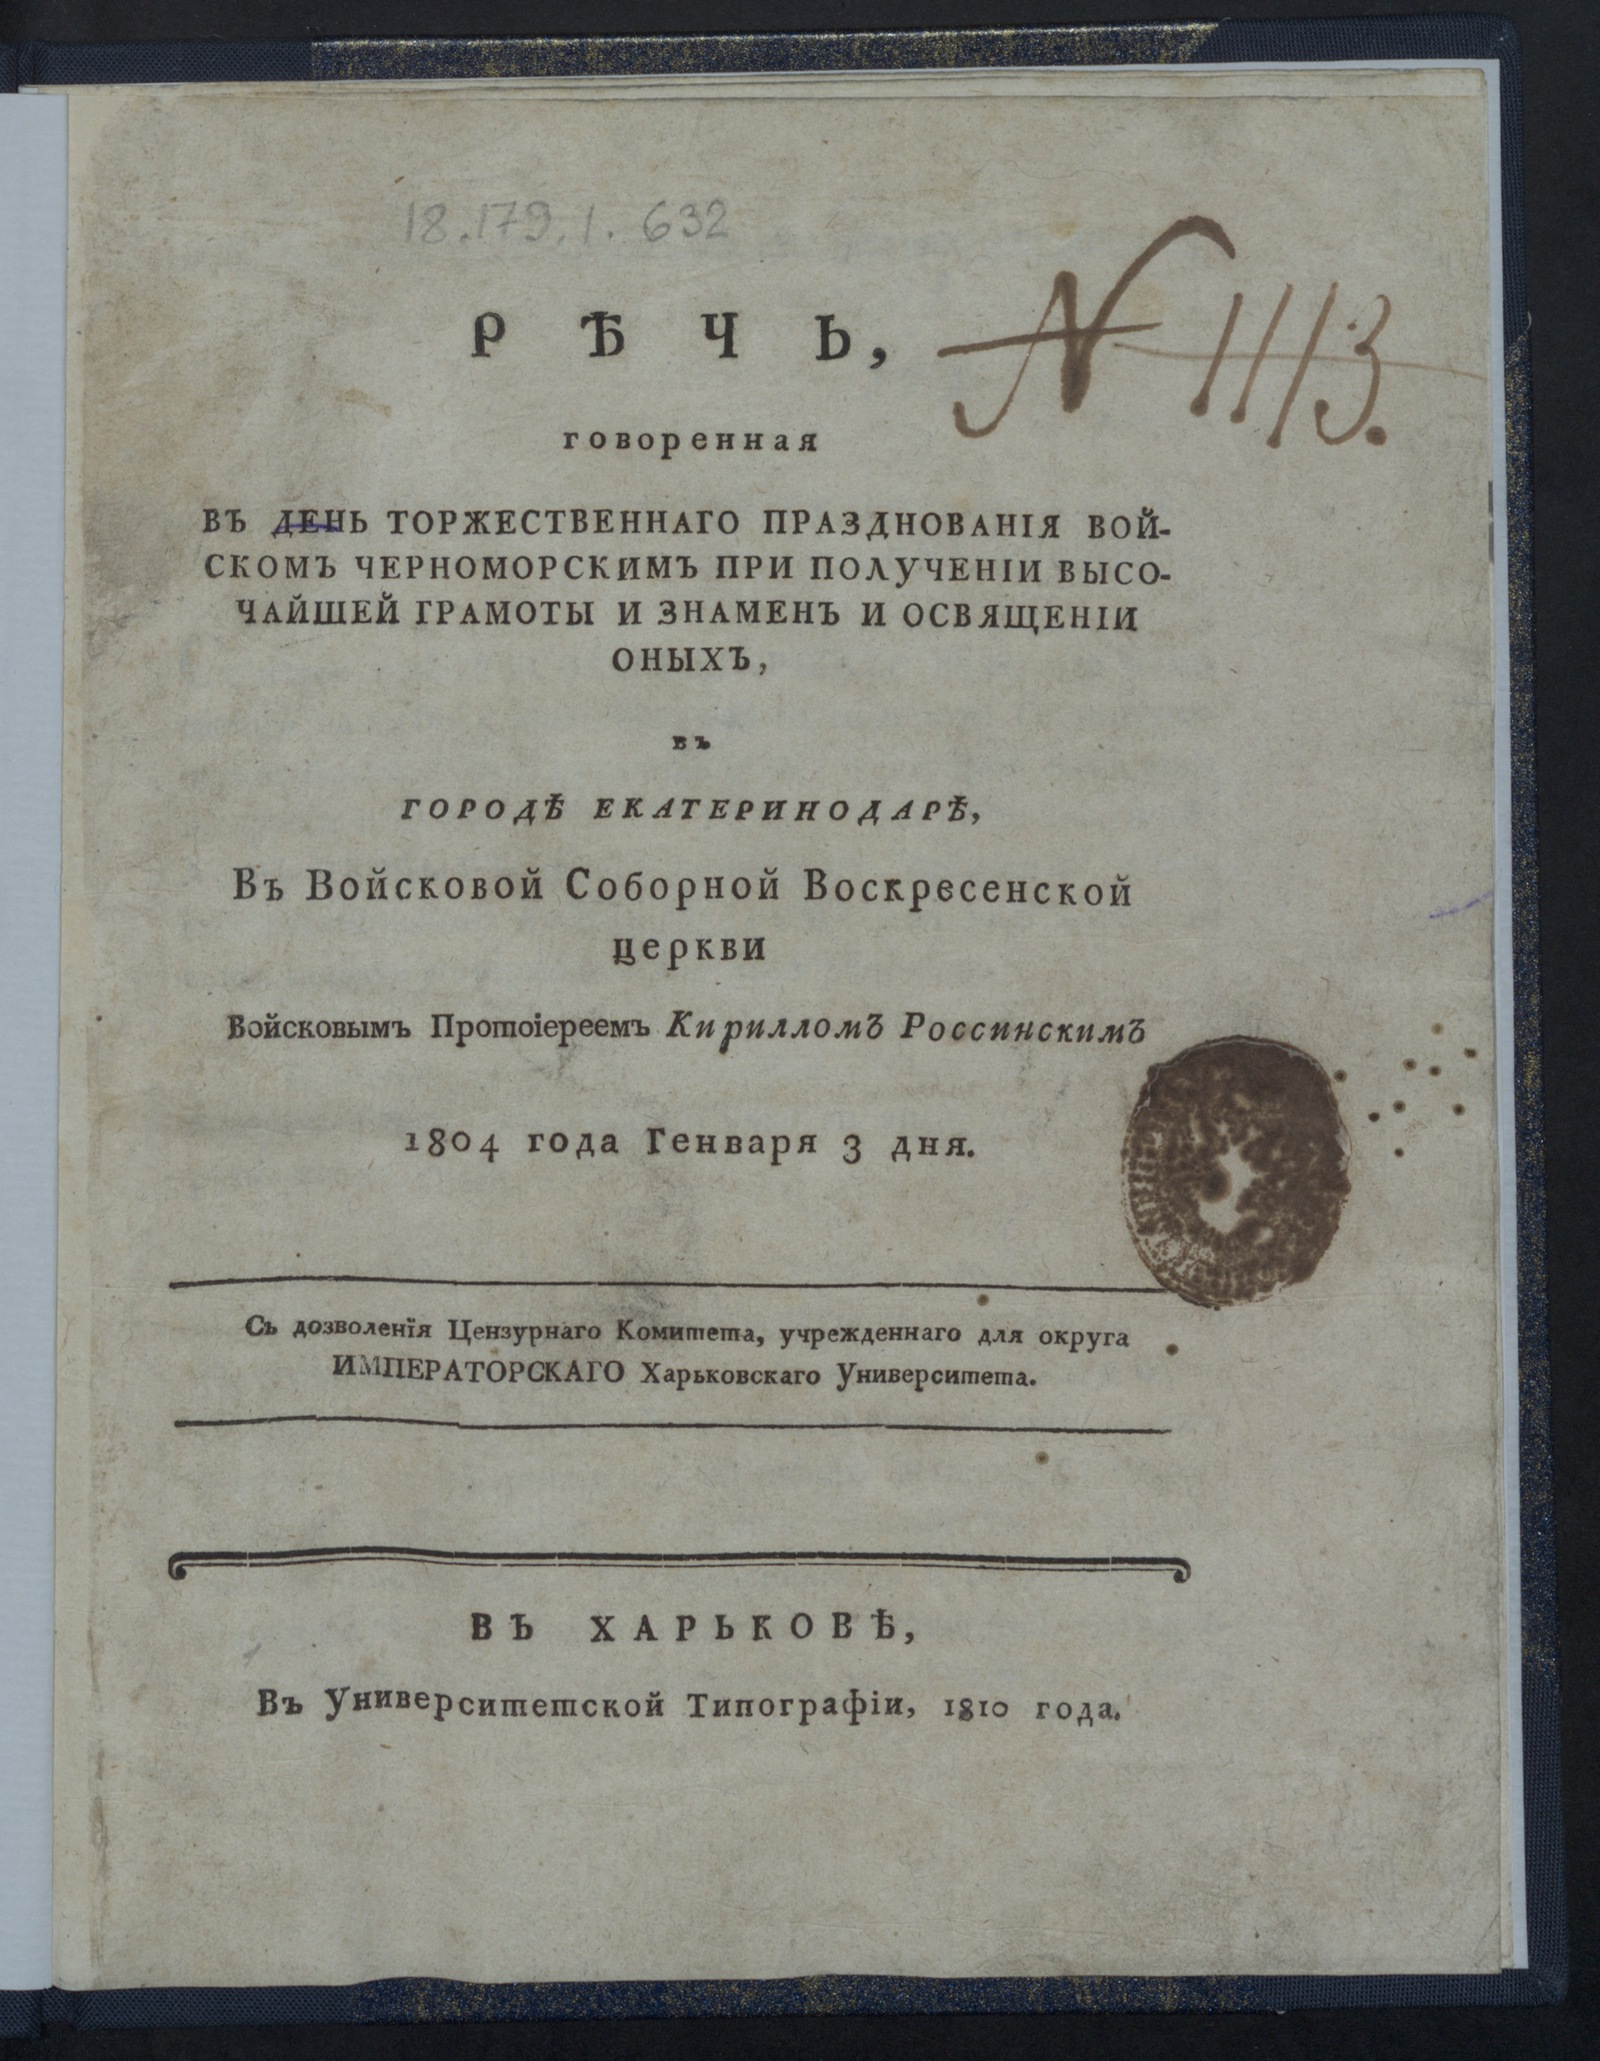 18.179.1. 632
N 1113.
РѢЧЬ,
говоренная
ВЪ ДЕНЬ ТОРЖЕСТВЕННАГО ПРАЗДНОВАНІЯ ВОЙ-
СКОМЪ ЧЕРНОМОРСКИМЪ ПРИ ПОЛУЧЕНІИ ВЫСО-
ЧАЙШЕЙ ГРАМОТЫ И ЗНАМЕНЪ И ОСВЯЩЕНІИ
ОНЫХЪ,
въ
ГОРОДѢ ЕКАТЕРИНОДАРѢ,
Въ Войсковой Соборной Воскресенской
церкви
Войсковымъ Протоіереемъ Кирилломъ Россинскимъ
1804 года Генваря 3 дня.
Съ дозволенїя Цензурнаго Комитета, учрежденнаго для округа
ИМПЕРАТОРСКАГО Харьковскаго Университета.
ВЪ ХАРЬКОВѢ,
Въ Университетской Типографіи, 1810 года.